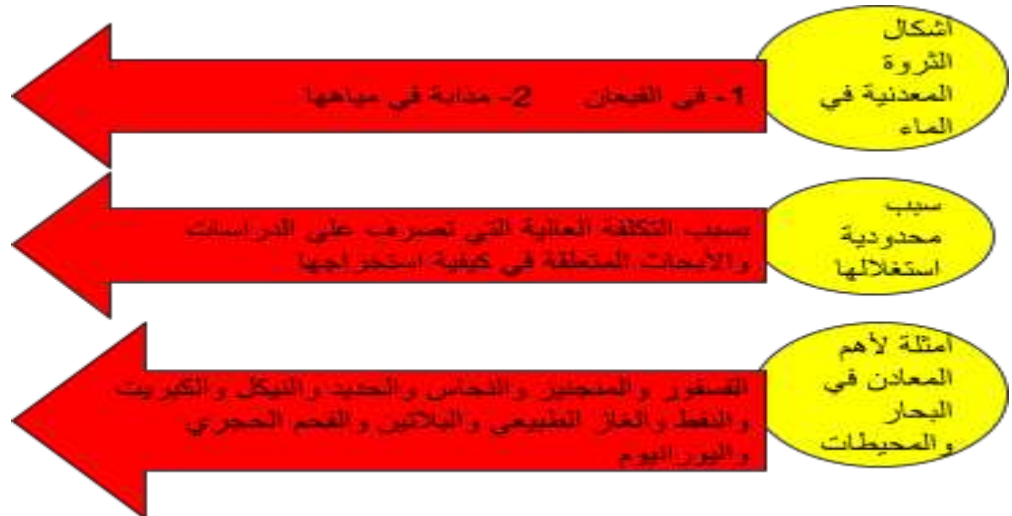 أشكال
الثروة
المعدنية في
الماء
1- في القيعان 2- مذابة في مياهها
سبب
محدودية
استغلالها
بسبب التكلفة العالية التي تصرف على الدراسات
والأبحاث المتعلقة في كيفية استخراجها
أمثلة لأهم
المعادن في
البحار
والمحيطات
الفسفور والمنجنيز والنحاس والحديد والنيكل والكبريت
والنفط والغاز الطبيعي والبلاتين والفحم الحجري
واليورانيوم